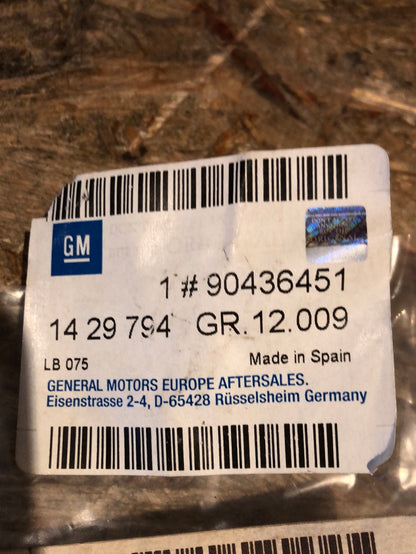 GM
1 # 90436451
14 29 794 GR.12.009
LB 075 Made in Spain
GENERAL MOTORS EUROPE AFTERSALES.
Eisenstrasse 2-4, D-65428 Rüsselsheim Germany